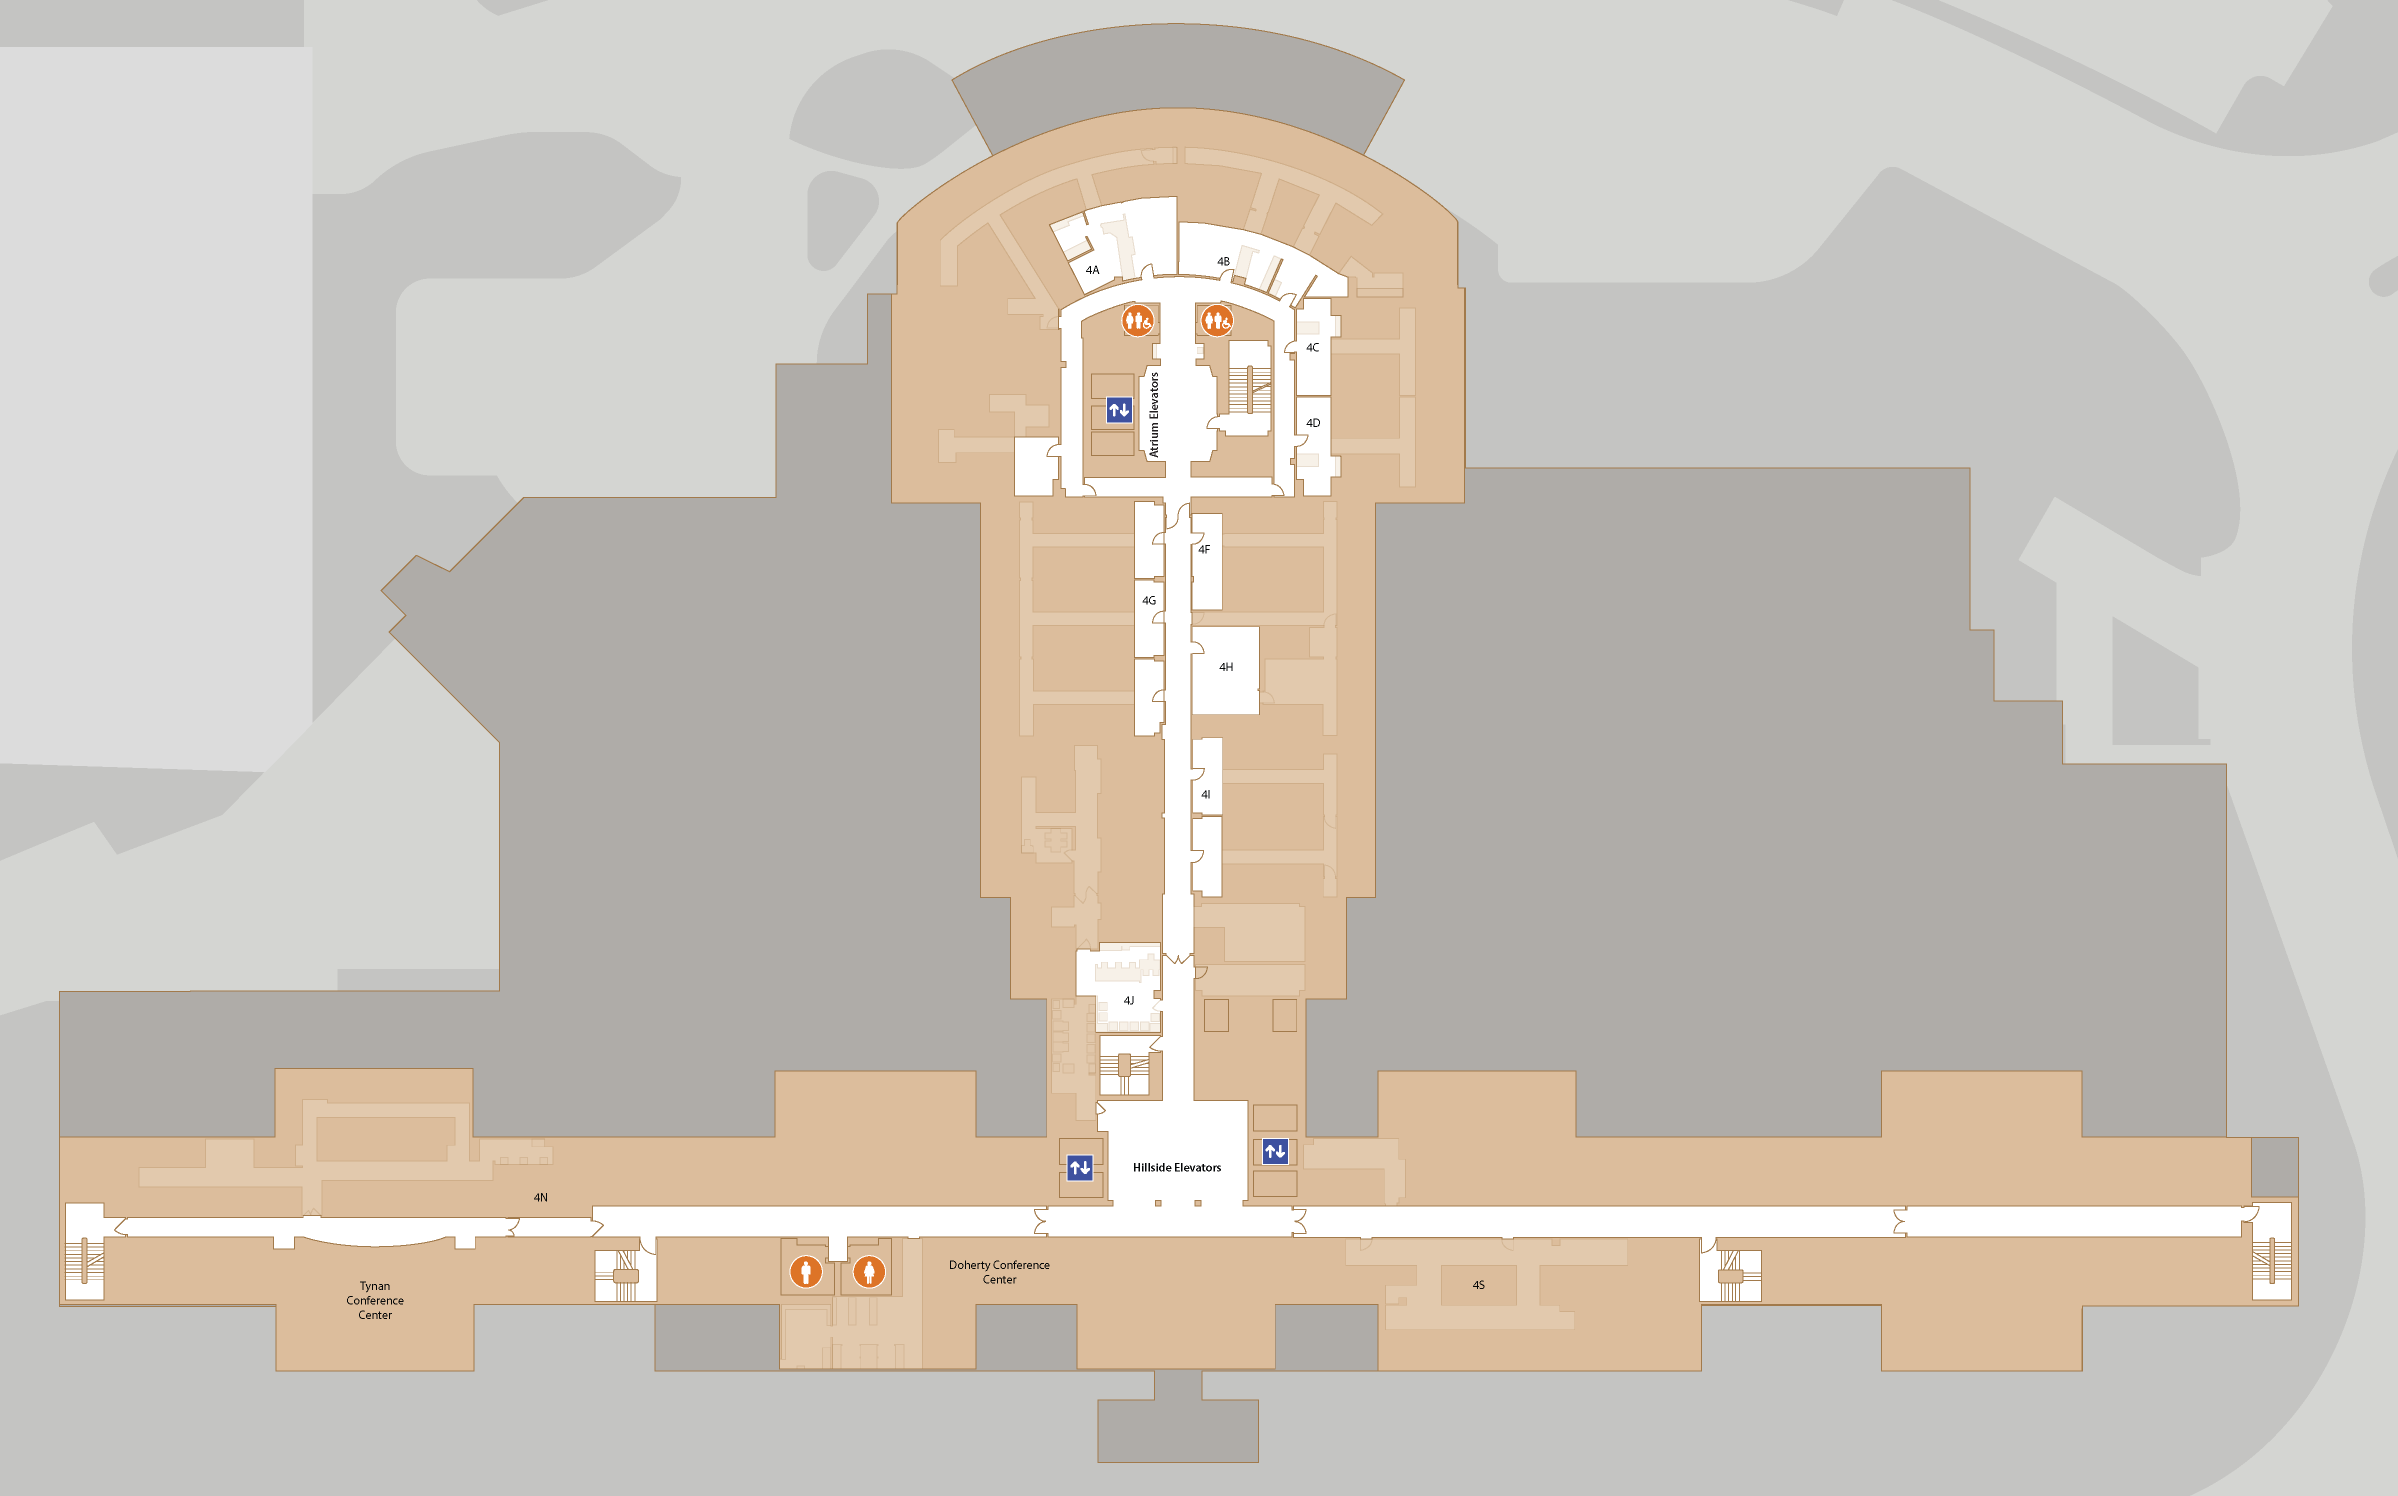 4A
4B
4C
Atrium Elevators
4D
4F
4G
4H
4I
4J
Hillside Elevators
4N
Doherty Conference
Center
4S
Tynan
Conference
Center